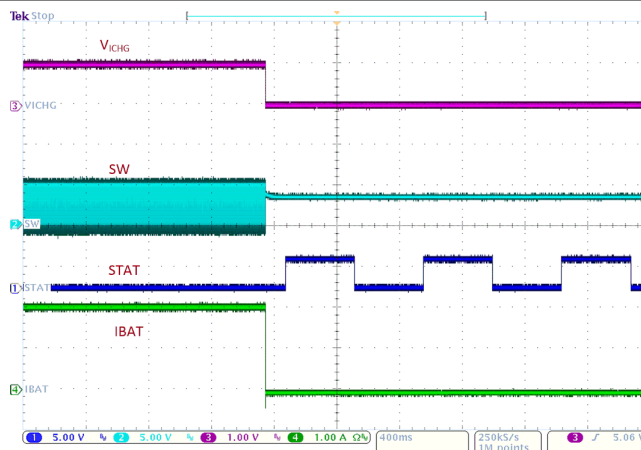 Tek Stop
VICHG
3 VICHG
SW
2 SW
STAT
1 STAT
IBAT
4 IBAT
1 5.00 V 2 5.00 V 3 1.00 V 4 1.00 A Ω 400ms 250kS/s 3 5.06 V
1M points